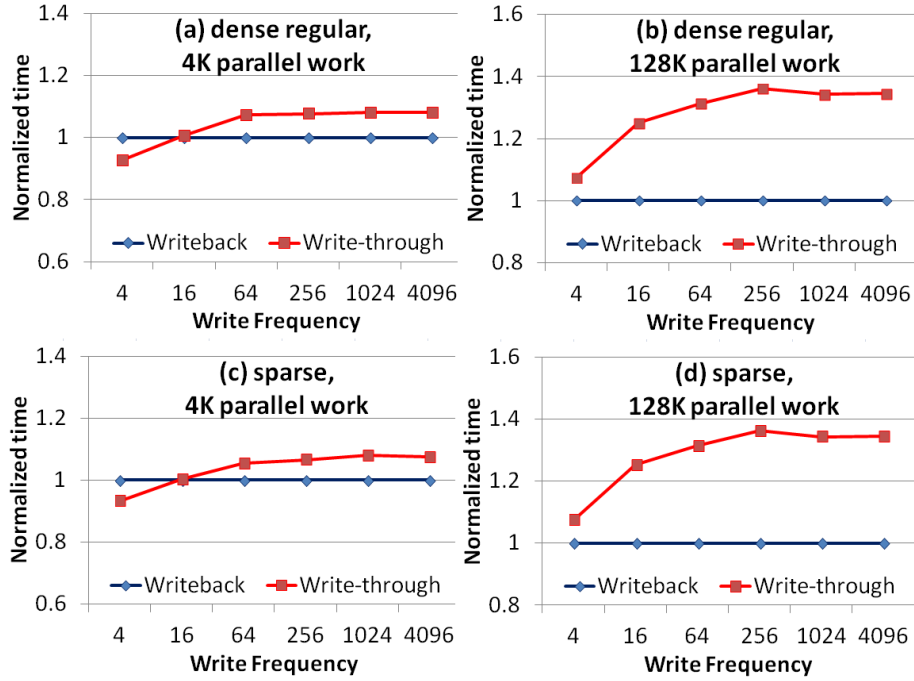 (a) dense regular,
4K parallel work
Normalized time
1.4
1.2
1
0.8
0.6
Writeback
Write-through
4 16 64 256 1024 4096
Write Frequency
(b) dense regular,
128K parallel work
Normalized time
1.6
1.4
1.2
1
0.8
Writeback
Write-through
4 16 64 256 1024 4096
Write Frequency
(c) sparse,
4K parallel work
Normalized time
1.4
1.2
1
0.8
0.6
Writeback
Write-through
4 16 64 256 1024 4096
Write Frequency
(d) sparse,
128K parallel work
Normalized time
1.6
1.4
1.2
1
0.8
Writeback
Write-through
4 16 64 256 1024 4096
Write Frequency